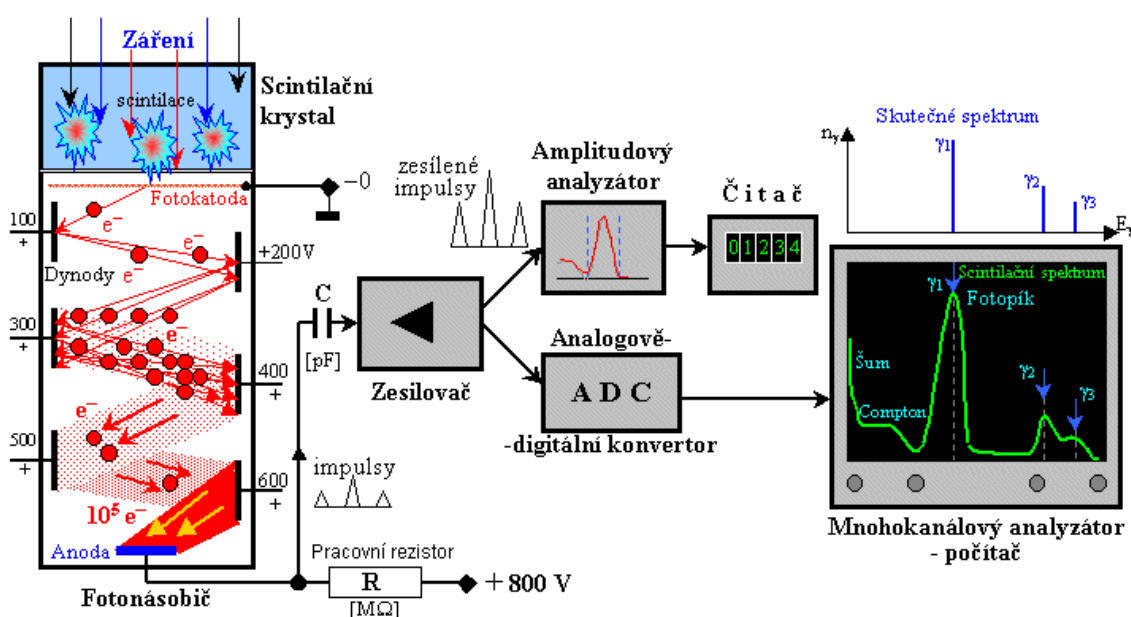 Záření
scintilace
Scintilační
krystal
−0
Fotokatoda
100
+
e−
e−
e−
+200V
Dynody
300
+
e−
400
+
e−
500
+
600
+
10⁵ e−
Anoda
Fotonásobič
impulsy
Pracovní rezistor
R
[MΩ]
+ 800 V
C
[pF]
Zesilovač
zesílené
impulsy
Amplitudový
analyzátor
Čitač
01234
Analogově-
ADC
-digitální konvertor
Skutečné spektrum
nγ
γ1
γ2
γ3
Eγ
Scintilační spektrum
γ1
Fotopík
Šum
γ2
γ3
Compton
Mnohokanálový analyzátor
- počítač